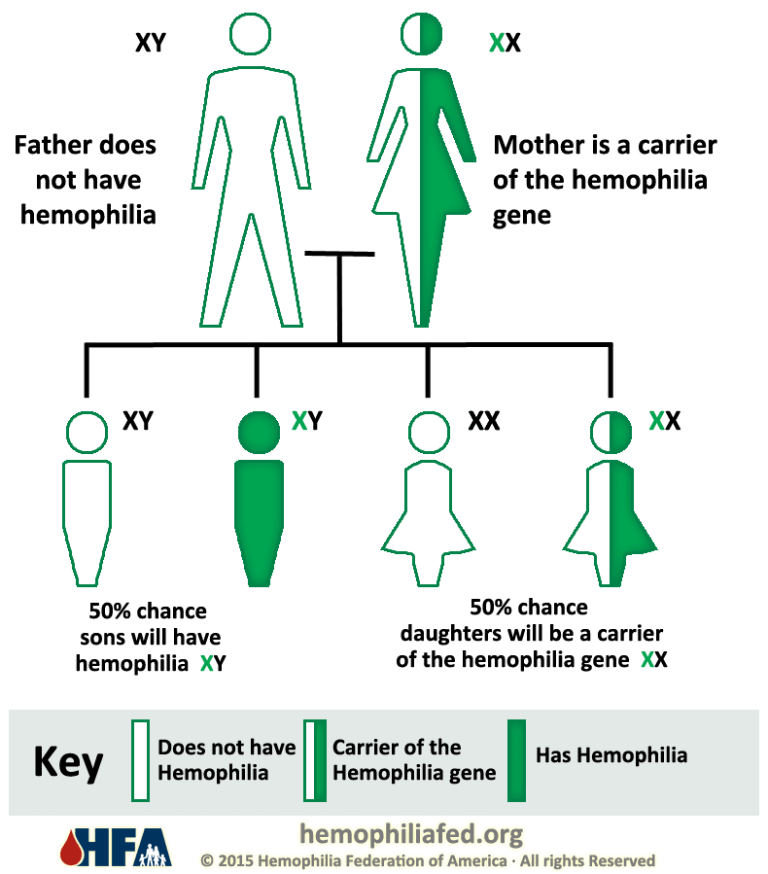 XY
XX
Father does
not have
hemophilia
Mother is a carrier
of the hemophilia
gene
XY
XY
XX
XX
50% chance
sons will have
hemophilia XY
50% chance
daughters will be a carrier
of the hemophilia gene XX
Key
Does not have
Hemophilia
Carrier of the
Hemophilia gene
Has Hemophilia
HFA
hemophiliafed.org
© 2015 Hemophilia Federation of America · All rights Reserved